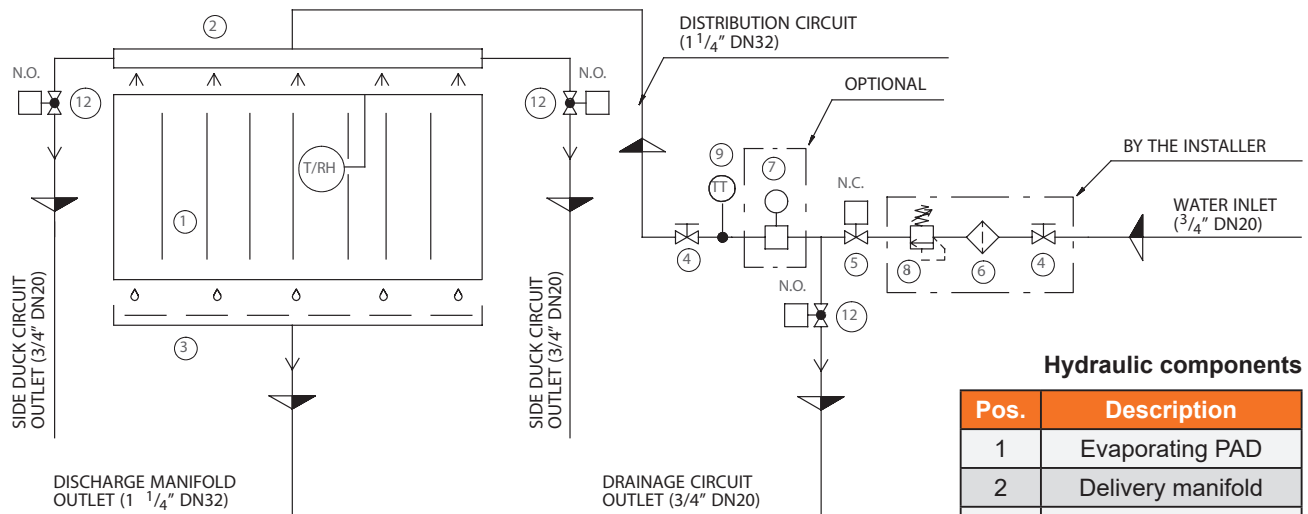 2
DISTRIBUTION CIRCUIT
(1 1/4″ DN32)
N.O.
N.O.
OPTIONAL
12
12
BY THE INSTALLER
9
7
T/RH
TT
N.C.
WATER INLET
(3/4″ DN20)
1
4
5
8
6
4
N.O.
12
3
SIDE DUCK CIRCUIT
OUTLET (3/4″ DN20)
SIDE DUCK CIRCUIT
OUTLET (3/4″ DN20)
DISCHARGE MANIFOLD
OUTLET (1 1/4″ DN32)
DRAINAGE CIRCUIT
OUTLET (3/4″ DN20)
Hydraulic components
Pos. Description
1 Evaporating PAD
2 Delivery manifold